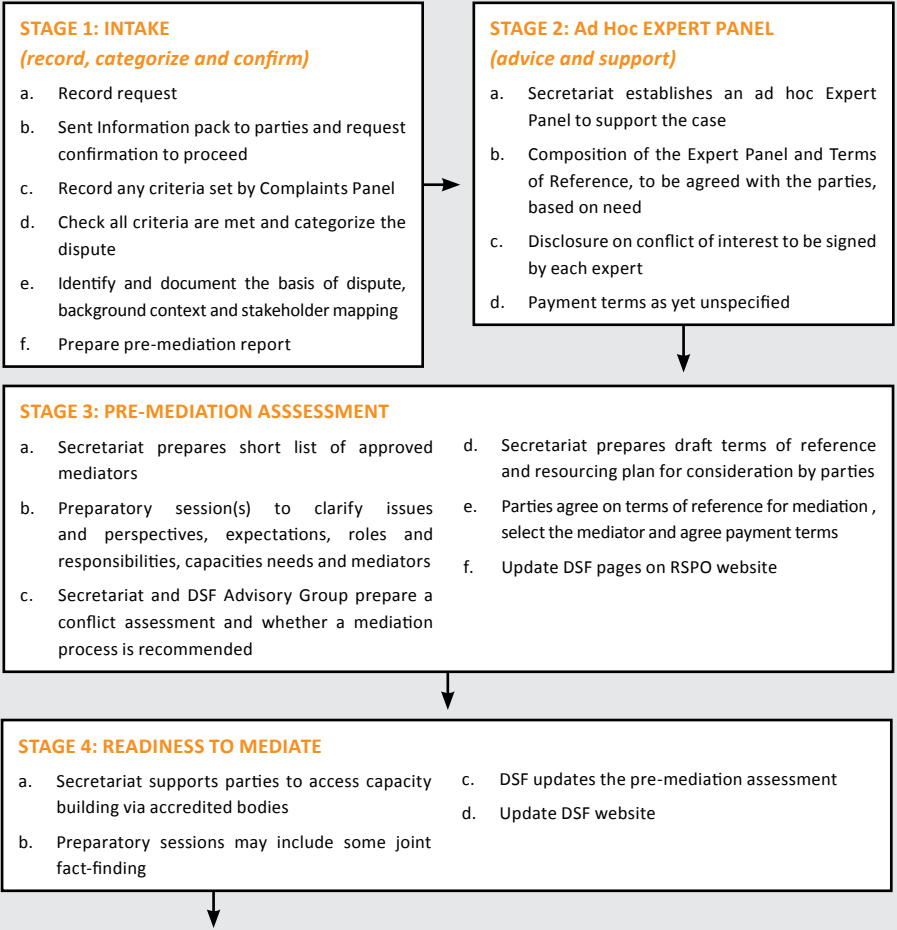 STAGE 1: INTAKE
(record, categorize and confirm)
a. Record request
b. Sent Information pack to parties and request
confirmation to proceed
c. Record any criteria set by Complaints Panel
d. Check all criteria are met and categorize the
dispute
e. Identify and document the basis of dispute,
background context and stakeholder mapping
f. Prepare pre-mediation report
STAGE 2: Ad Hoc EXPERT PANEL
(advice and support)
a. Secretariat establishes an ad hoc Expert
Panel to support the case
b. Composition of the Expert Panel and Terms
of Reference, to be agreed with the parties,
based on need
c. Disclosure on conflict of interest to be signed
by each expert
d. Payment terms as yet unspecified
STAGE 3: PRE-MEDIATION ASSSESSMENT
a. Secretariat prepares short list of approved
mediators
b. Preparatory session(s) to clarify issues
and perspectives, expectations, roles and
responsibilities, capacities needs and mediators
c. Secretariat and DSF Advisory Group prepare a
conflict assessment and whether a mediation
process is recommended
d. Secretariat prepares draft terms of reference
and resourcing plan for consideration by parties
e. Parties agree on terms of reference for mediation ,
select the mediator and agree payment terms
f. Update DSF pages on RSPO website
STAGE 4: READINESS TO MEDIATE
a. Secretariat supports parties to access capacity
building via accredited bodies
b. Preparatory sessions may include some joint
fact-finding
c. DSF updates the pre-mediation assessment
d. Update DSF website